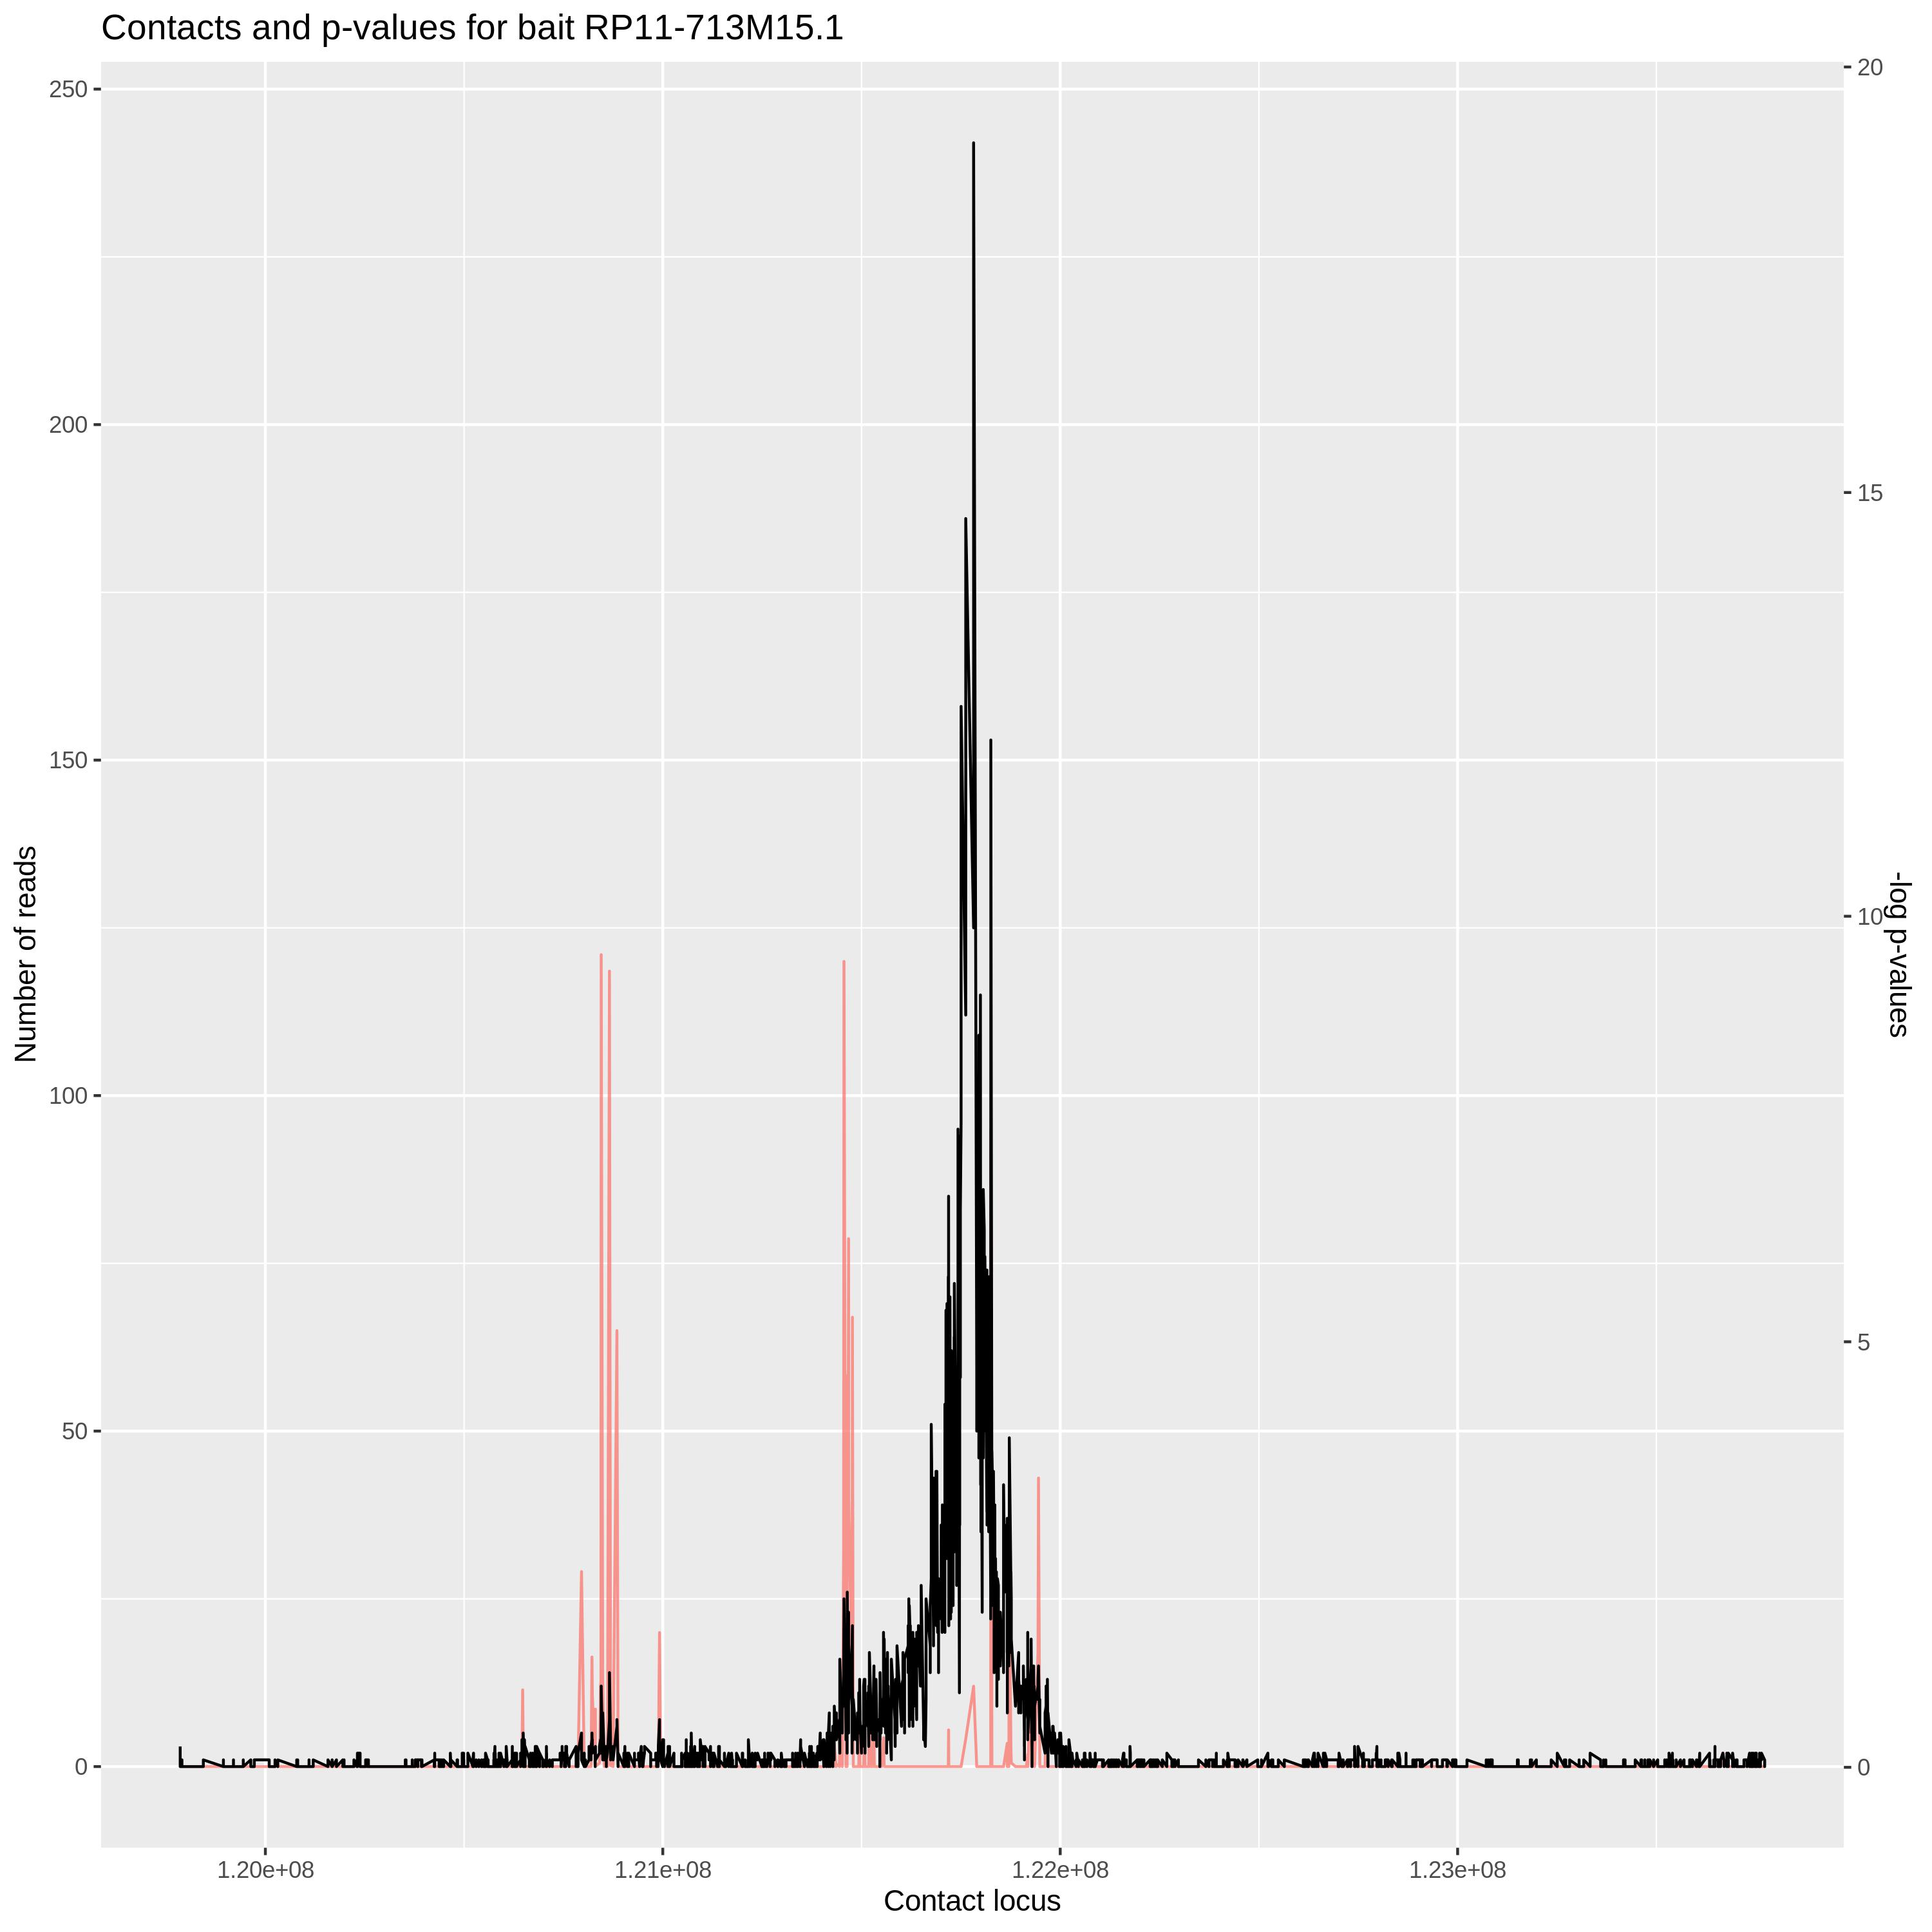 Contacts and p-values for bait RP11-713M15.1
250
200
150
100
50
0
20
15
10
5
0
Number of reads
-log p-values
1.20e+08
1.21e+08
1.22e+08
1.23e+08
Contact locus